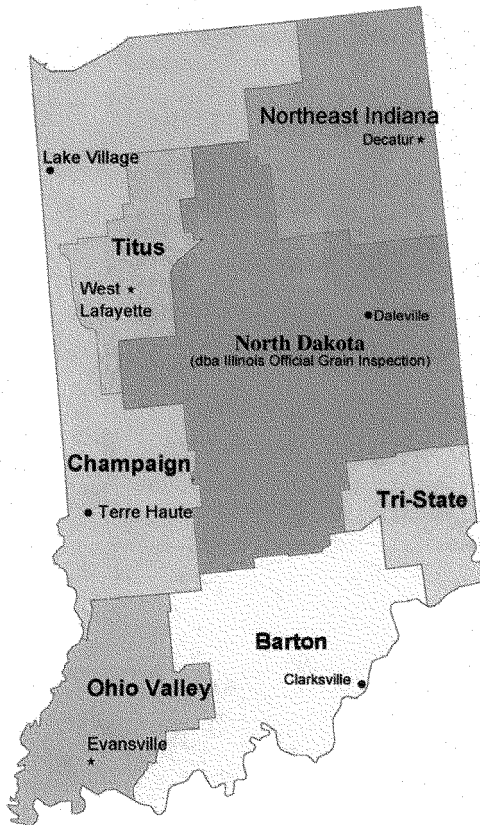 Northeast Indiana
Decatur
Lake Village
Titus
West
Lafayette
Daleville
North Dakota
(dba Illinois Official Grain Inspection)
Champaign
Tri-State
Terre Haute
Barton
Clarksville
Ohio Valley
Evansville